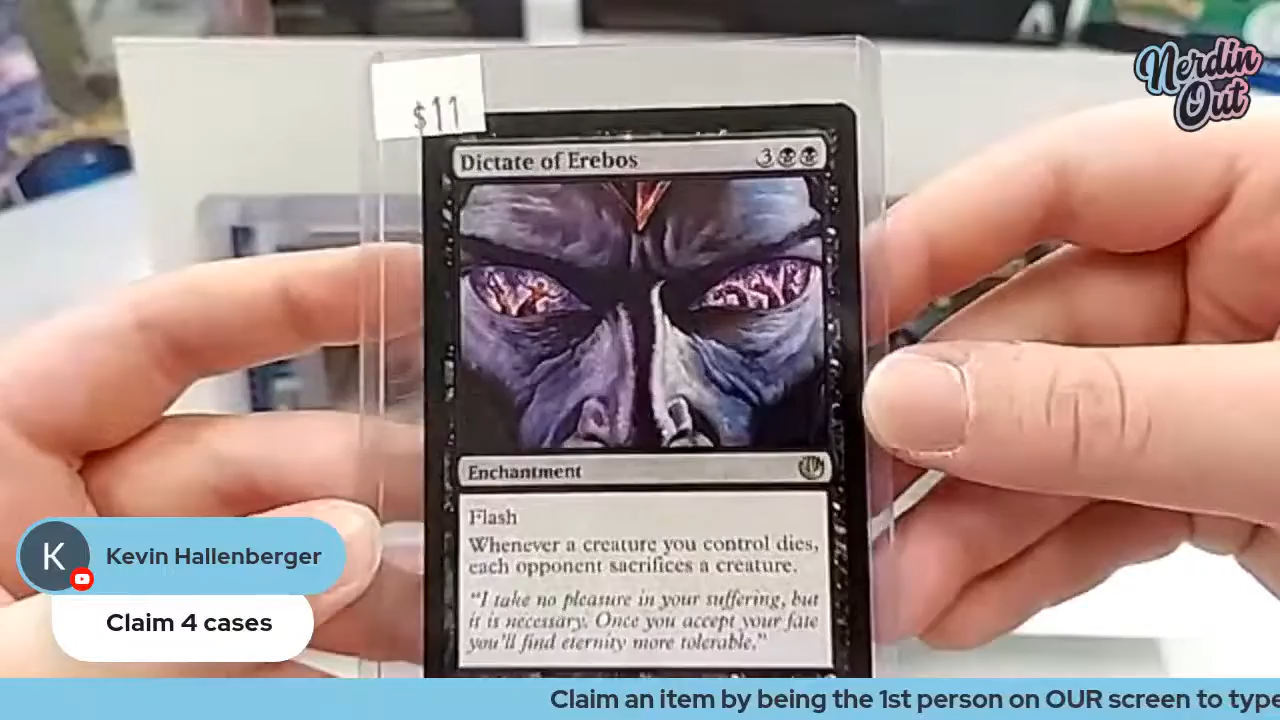 Nerdin
Out
$11
Dictate of Erebos
3
Enchantment
Flash
Whenever a creature you control dies,
each opponent sacrifices a creature.
"I take no pleasure in your suffering, but
it is necessary. Once you accept your fate
you'll find eternity more tolerable."
K
Kevin Hallenberger
Claim 4 cases
Claim an item by being the 1st person on OUR screen to type